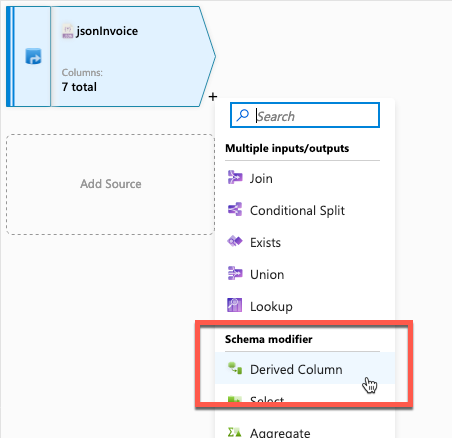 jsonInvoice
Columns:
7 total
+
Add Source
Search
Multiple inputs/outputs
Join
Conditional Split
Exists
Union
Lookup
Schema modifier
Derived Column
Select
Aggregate